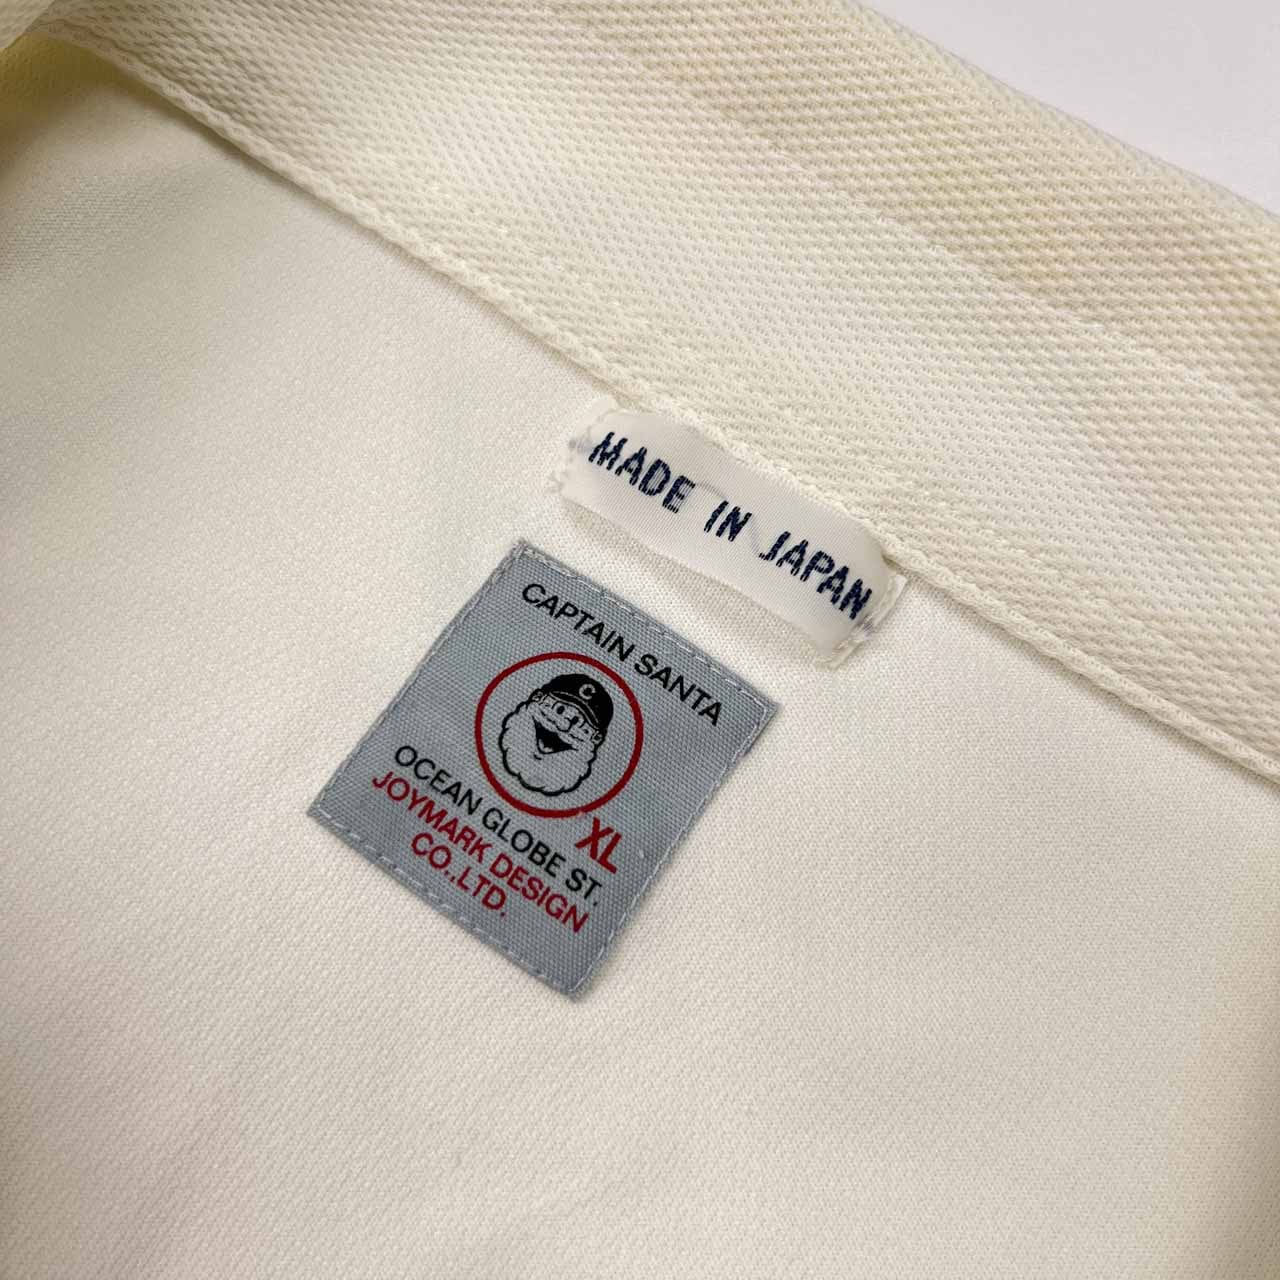 MADE IN JAPAN
CAPTAIN SANTA
C
OCEAN GLOBE ST.
XL
JOYMARK DESIGN
CO.,LTD.